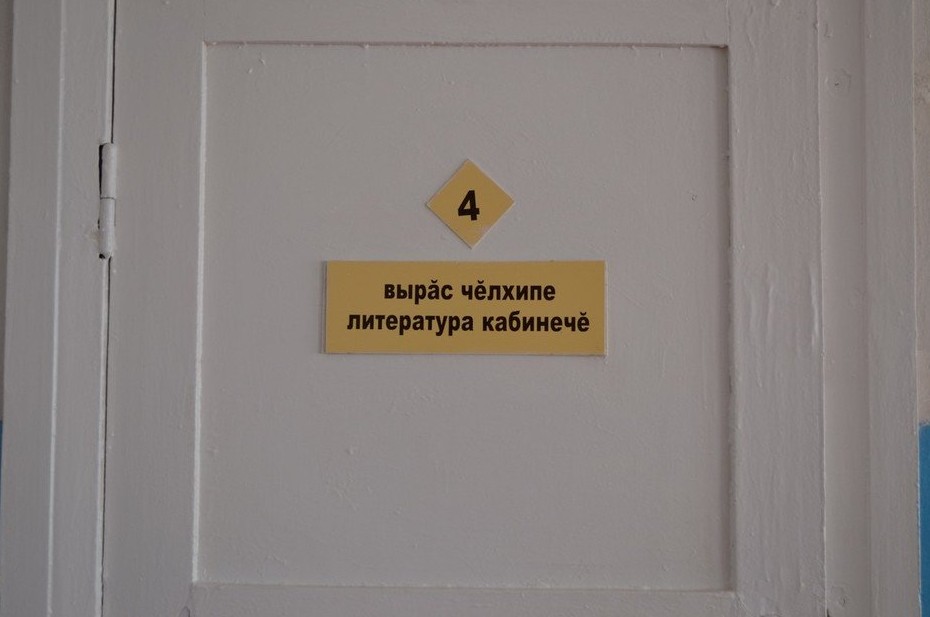 4
вырӑс чӗлхипе
литература кабинечӗ